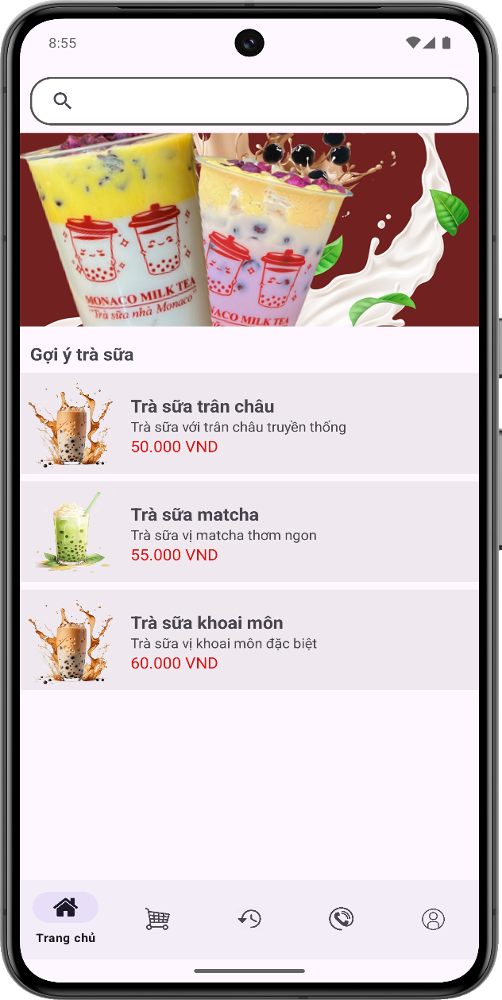 8:55
MONACO MILK TEA
"Trà sữa nhà Monaco"
MONACO MILK TEA
Gợi ý trà sữa
Trà sữa trân châu
Trà sữa với trân châu truyền thống
50.000 VND
Trà sữa matcha
Trà sữa vị matcha thơm ngon
55.000 VND
Trà sữa khoai môn
Trà sữa vị khoai môn đặc biệt
60.000 VND
Trang chủ